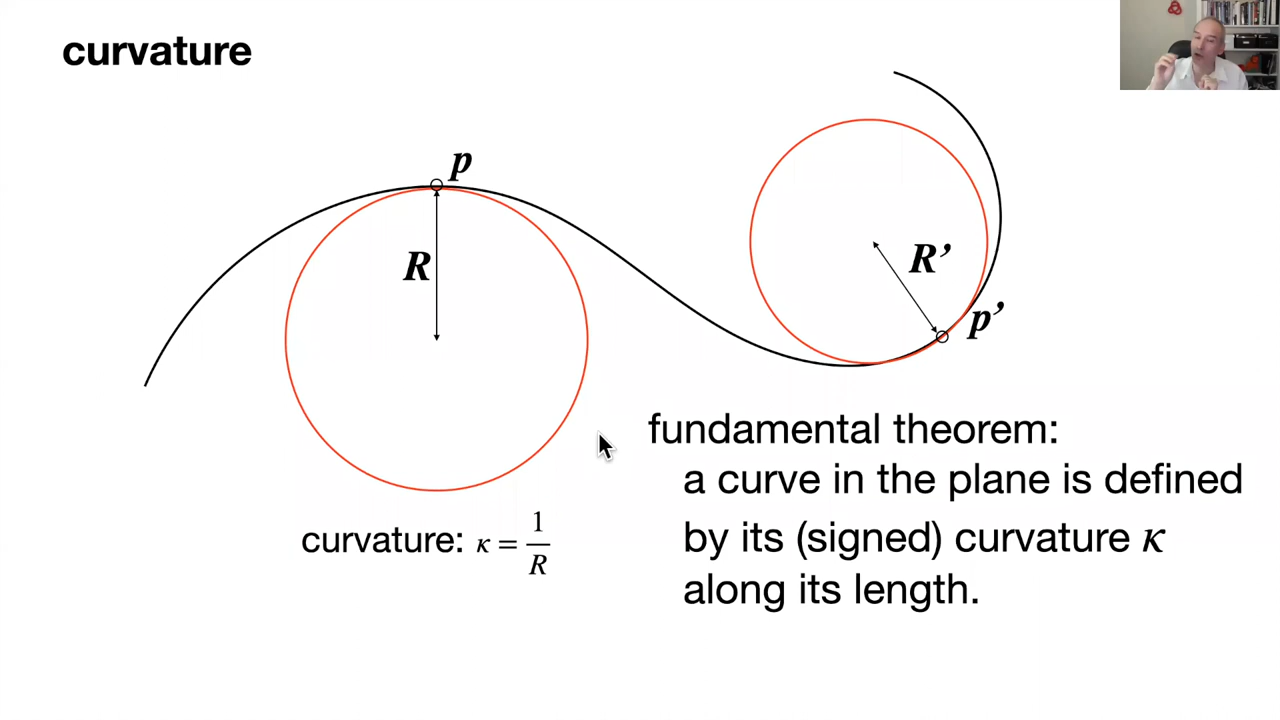 curvature
p
R
R’
p’
fundamental theorem:
a curve in the plane is defined
by its (signed) curvature κ
along its length.
curvature: κ = 1/R